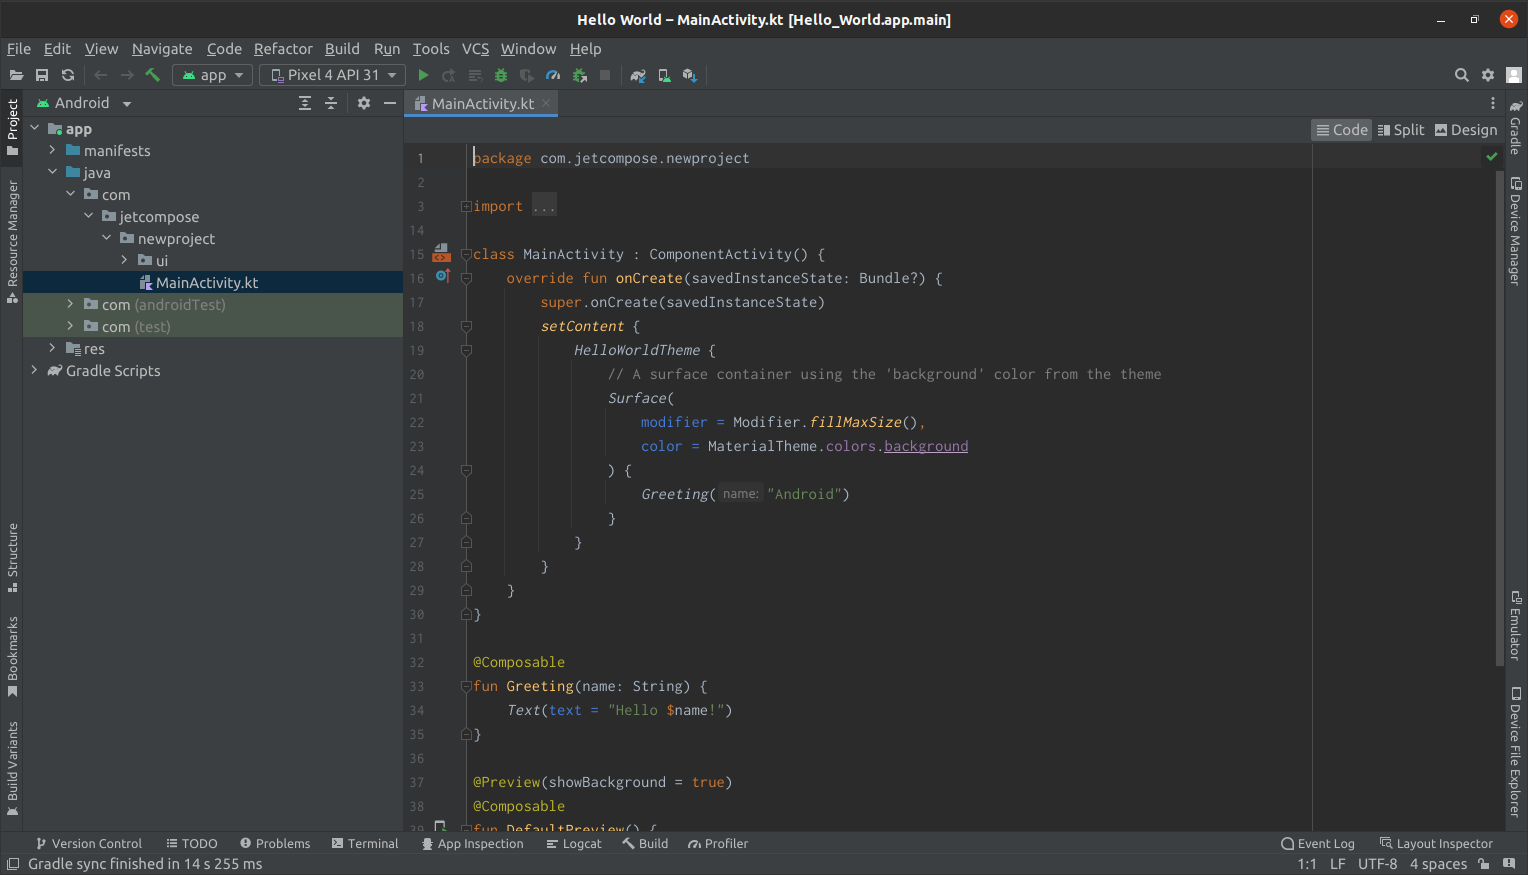 Hello World – MainActivity.kt [Hello_World.app.main]
File Edit View Navigate Code Refactor Build Run Tools VCS Window Help
app Pixel 4 API 31
Project
Resource Manager
Structure
Bookmarks
Build Variants
Android
app
manifests
java
com
jetcompose
newproject
ui
MainActivity.kt
com (androidTest)
com (test)
res
Gradle Scripts
MainActivity.kt
Code Split Design
1 package com.jetcompose.newproject
2
3 import ...
14
15 class MainActivity : ComponentActivity() {
16 override fun onCreate(savedInstanceState: Bundle?) {
17 super.onCreate(savedInstanceState)
18 setContent {
19 HelloWorldTheme {
20 // A surface container using the 'background' color from the theme
21 Surface(
22 modifier = Modifier.fillMaxSize(),
23 color = MaterialTheme.colors.background
24 ) {
25 Greeting( name: "Android")
26 }
27 }
28 }
29 }
30 }
31
32 @Composable
33 fun Greeting(name: String) {
34 Text(text = "Hello $name!")
35 }
36
37 @Preview(showBackground = true)
38 @Composable
39 fun DefaultPreview() {
Gradle
Device Manager
Emulator
Device File Explorer
Version Control TODO Problems Terminal App Inspection Logcat Build Profiler Event Log Layout Inspector
Gradle sync finished in 14 s 255 ms 1:1 LF UTF-8 4 spaces